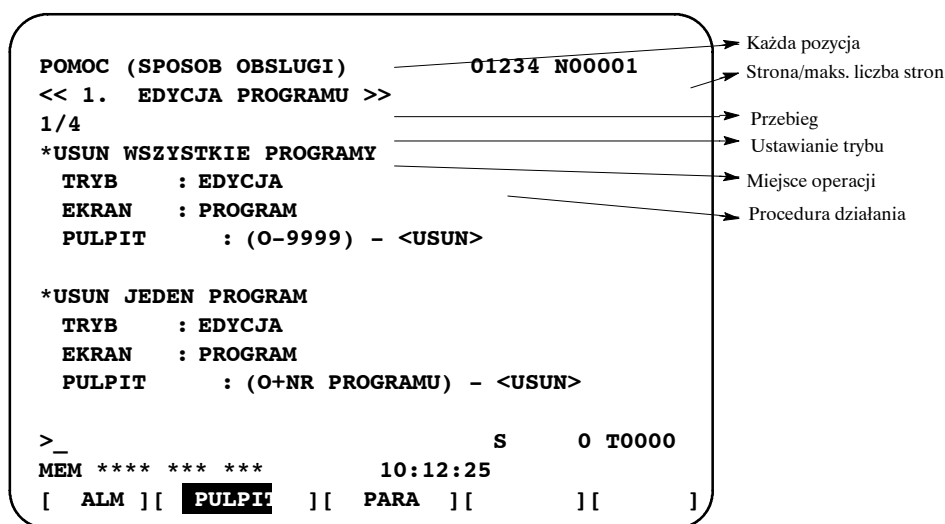 POMOC (SPOSOB OBSLUGI) O1234 N00001
<< 1. EDYCJA PROGRAMU >>
1/4
*USUN WSZYSTKIE PROGRAMY
TRYB : EDYCJA
EKRAN : PROGRAM
PULPIT : (O-9999) – <USUN>
*USUN JEDEN PROGRAM
TRYB : EDYCJA
EKRAN : PROGRAM
PULPIT : (O+NR PROGRAMU) – <USUN>
>_ S 0 T0000
MEM **** *** *** 10:12:25
[ ALM ][ PULPIT ][ PARA ][ ][ ]
Każda pozycja
Strona/maks. liczba stron
Przebieg
Ustawianie trybu
Miejsce operacji
Procedura działania